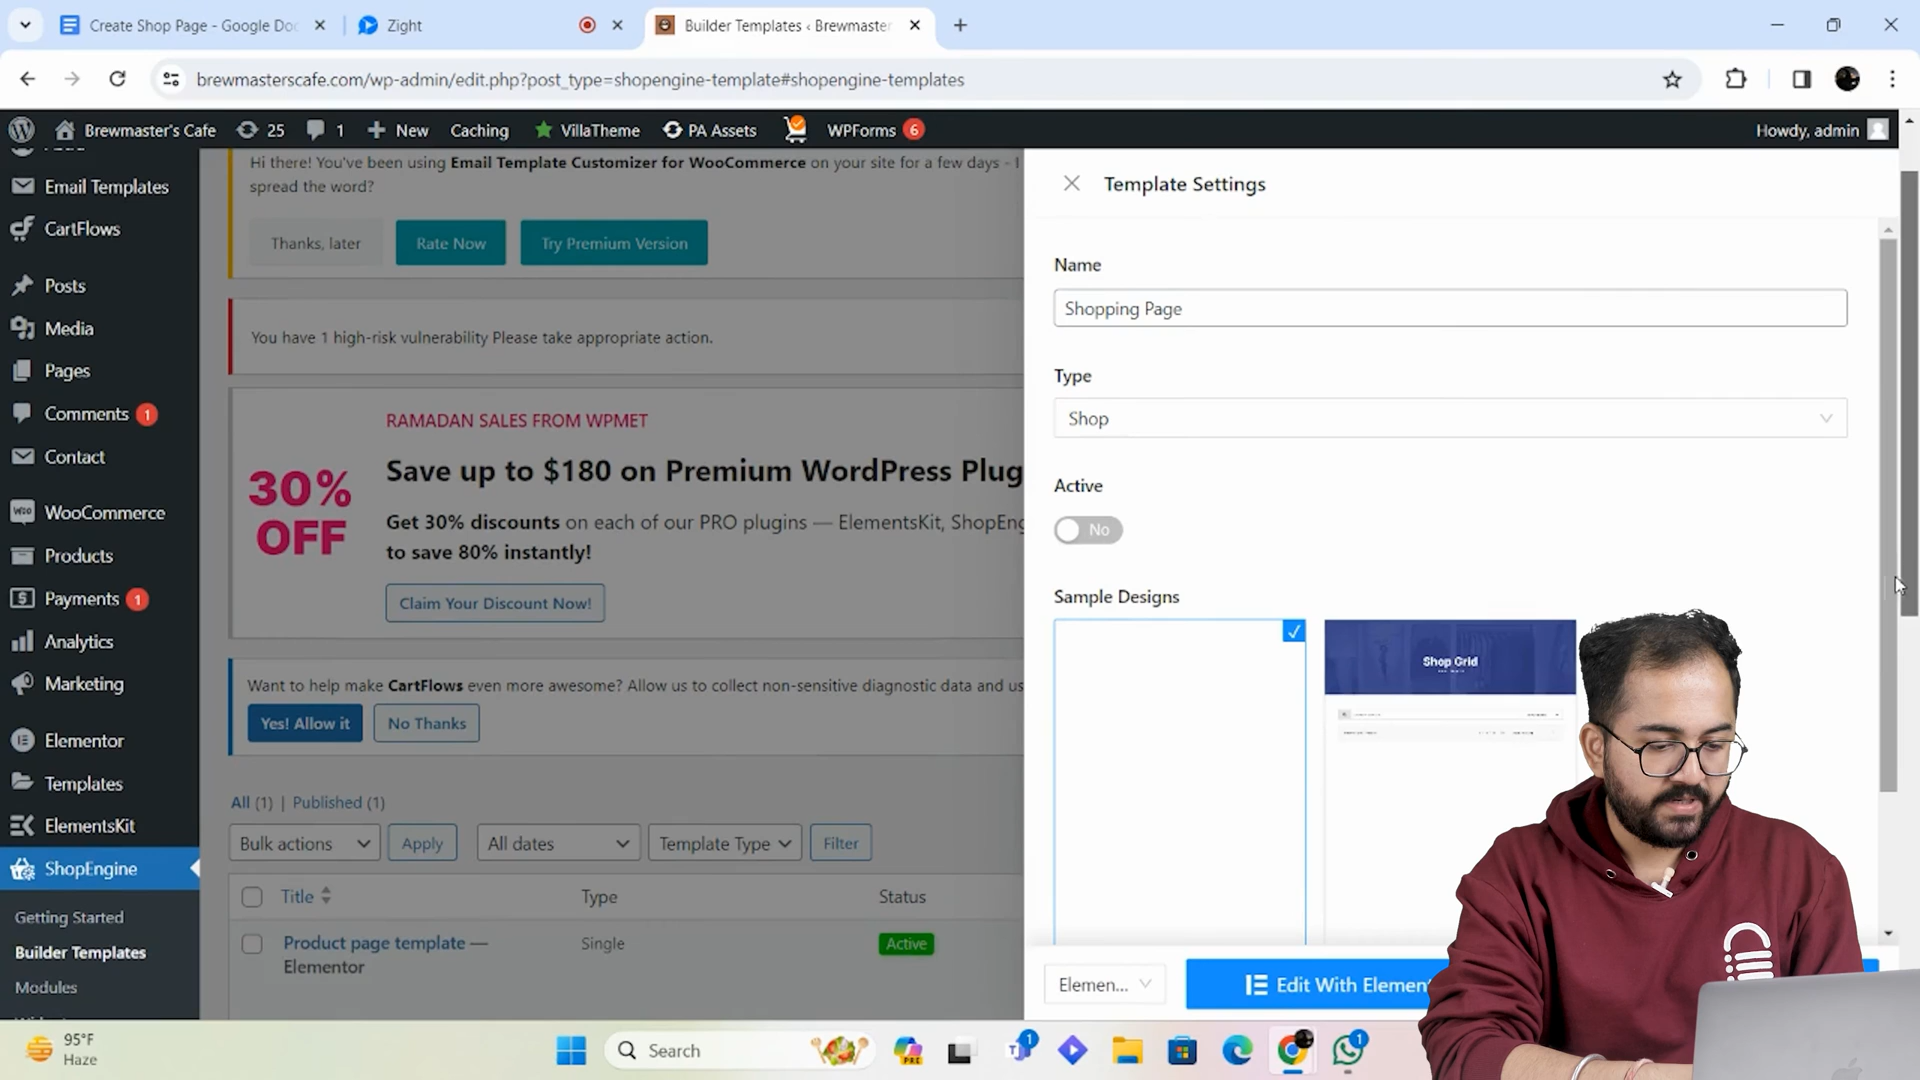 Create Shop Page - Google Do
Zight
Builder Templates ‹ Brewmaster
brewmasterscafe.com/wp-admin/edit.php?post_type=shopengine-template#shopengine-templates
Brewmaster's Cafe
25
1
New
Caching
VillaTheme
PA Assets
WPForms
6
Howdy, admin
Email Templates
CartFlows
Posts
Media
Pages
Comments
1
Contact
WooCommerce
Products
Payments
1
Analytics
Marketing
Elementor
Templates
ElementsKit
ShopEngine
Getting Started
Builder Templates
Modules
Hi there! You've been using Email Template Customizer for WooCommerce on your site for a few days - I
spread the word?
Thanks, later
Rate Now
Try Premium Version
You have 1 high-risk vulnerability Please take appropriate action.
30%
OFF
RAMADAN SALES FROM WPMET
Save up to $180 on Premium WordPress Plug
Get 30% discounts on each of our PRO plugins — ElementsKit, ShopEng
to save 80% instantly!
Claim Your Discount Now!
Want to help make CartFlows even more awesome? Allow us to collect non-sensitive diagnostic data and us
Yes! Allow it
No Thanks
All (1) | Published (1)
Bulk actions
Apply
All dates
Template Type
Filter
Title
Type
Status
Product page template —
Elementor
Single
Active
Template Settings
Name
Shopping Page
Type
Shop
Active
No
Sample Designs
Shop Grid
Elemen...
Edit With Element
95°F
Haze
Search
PRE
1
1